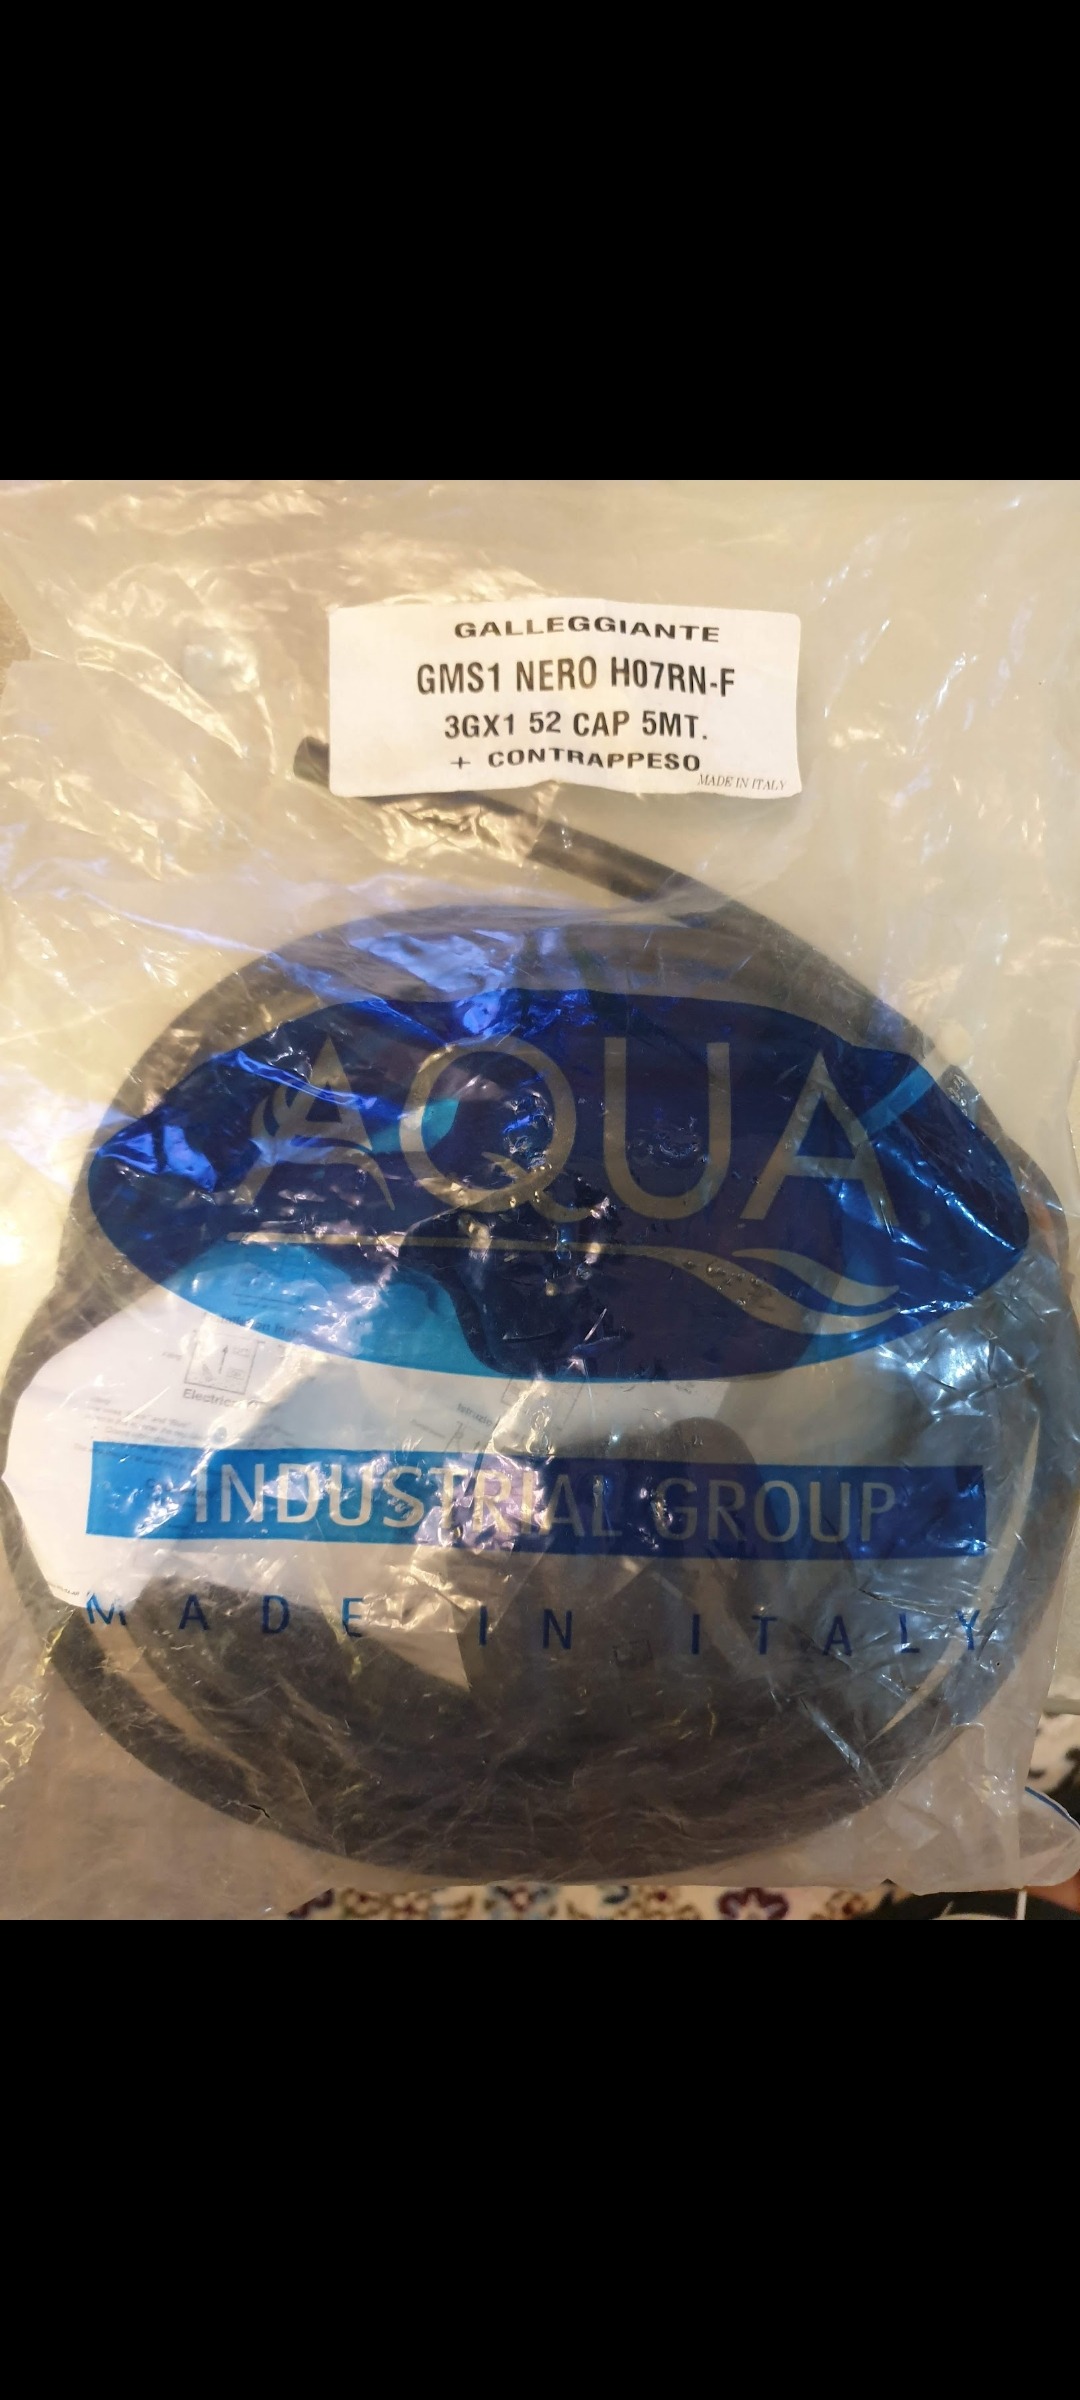 GALLEGGIANTE
GMS1 NERO H07RN-F
3GX1 52 CAP 5MT.
+ CONTRAPPESO
MADE IN ITALY
AQUA
INDUSTRIAL GROUP
MADE IN ITALY